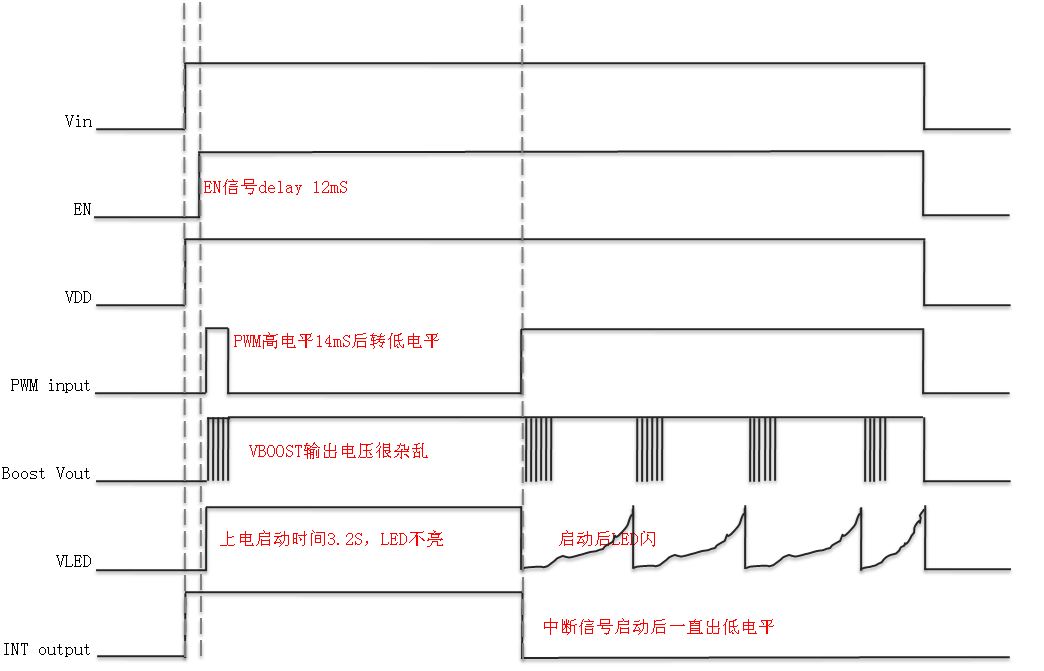 Vin
EN信号delay 12mS
EN
VDD
PWM高电平14mS后转低电平
PWM input
VBOOST输出电压很杂乱
Boost Vout
上电启动时间3.2S，LED不亮
启动后LED闪
VLED
中断信号启动后一直出低电平
INT output